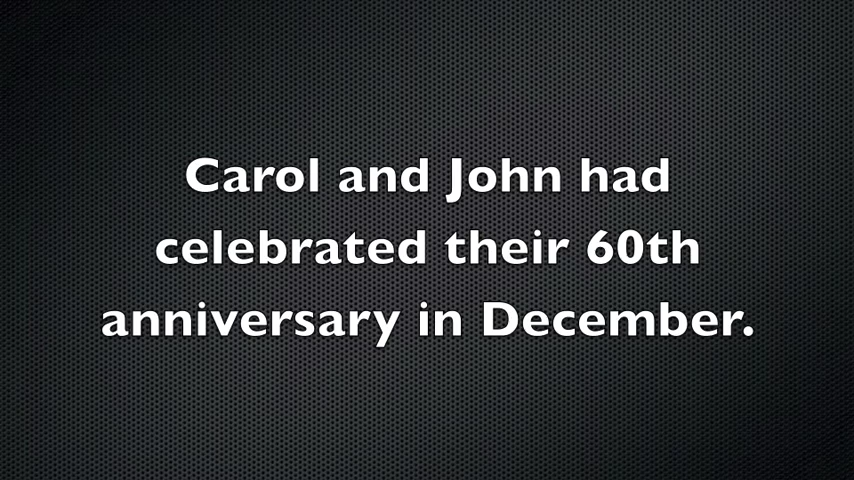 Carol and John had
celebrated their 60th
anniversary in December.